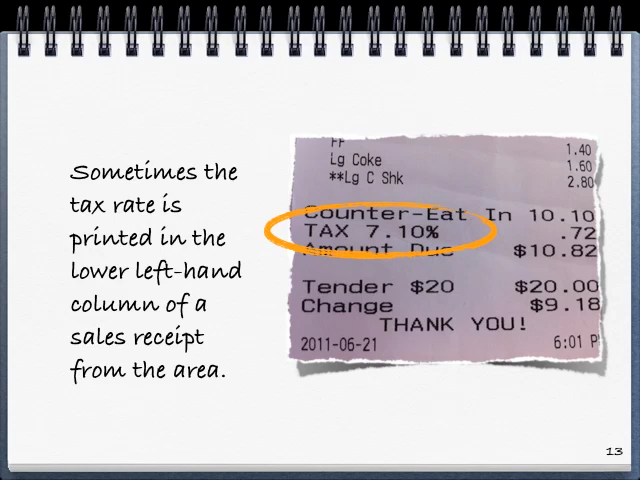 Sometimes the
tax rate is
printed in the
lower left-hand
column of a
sales receipt
from the area.
FF 1.40
Lg Coke 1.60
**Lg C Shk 2.80
Counter-Eat In 10.10
TAX 7.10% .72
Amount Due $10.82
Tender $20 $20.00
Change $9.18
THANK YOU!
2011-06-21 6:01 P
13